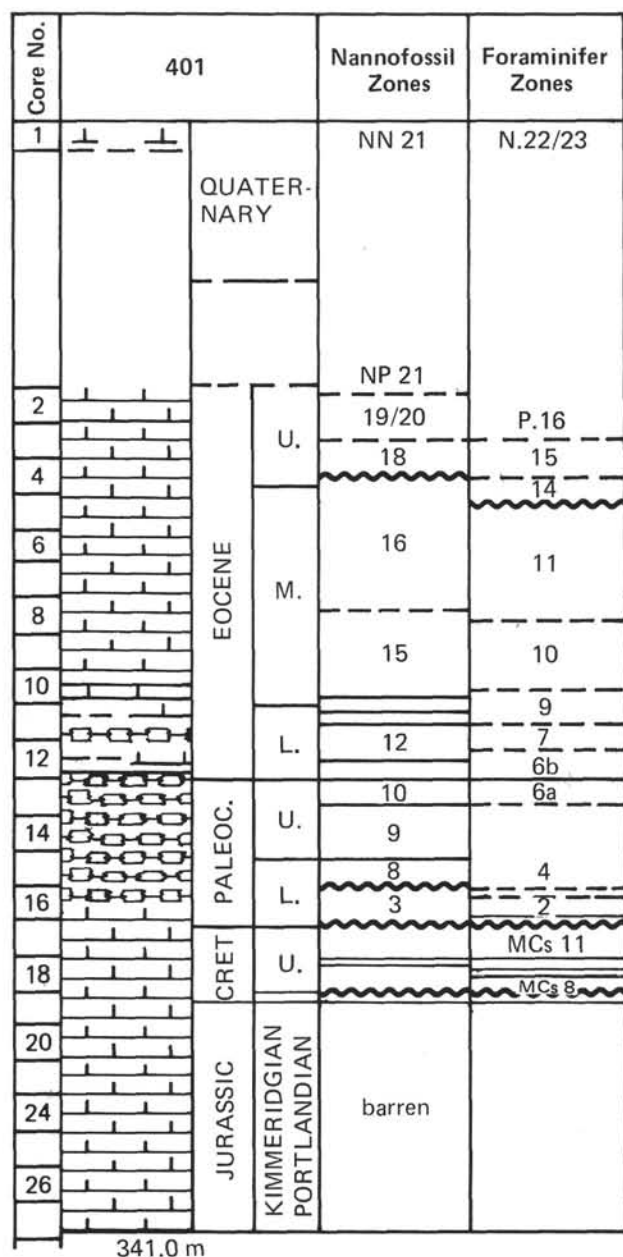 Core No.
401
Nannofossil
Zones
Foraminifer
Zones
1
NN 21
N.22/23
QUATER-
NARY
NP 21
2
19/20
P.16
U.
18
15
4
14
EOCENE
6
16
11
M.
8
15
10
10
9
L.
12
7
12
6b
10
6a
PALEOC.
U.
14
9
8
4
L.
16
3
2
CRET
MCs 11
U.
18
MCs 8
20
JURASSIC
KIMMERIDGIAN
PORTLANDIAN
24
barren
26
341.0 m